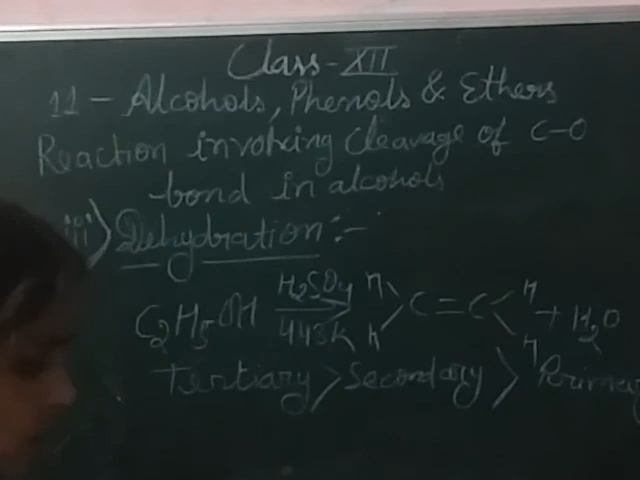 Class-XII
11 - Alcohols, Phenols & Ethers
Reaction involving Cleavage of C-O
bond in alcohols
iii) Dehydration :-
C2H5OH H2SO4 443K H H C=C H H + H2O
Tertiary > Secondary > Primary